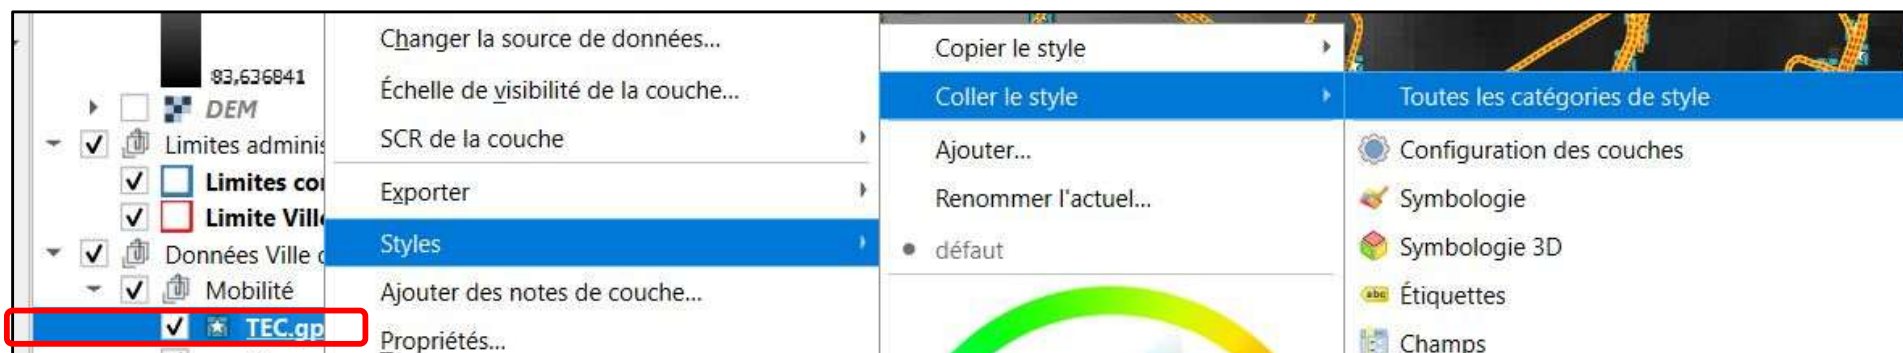 83,636841
DEM
Limites adminis
Limites co
Limite Ville
Données Ville
Mobilité
TEC.gp
Changer la source de données...
Échelle de visibilité de la couche...
SCR de la couche
Exporter
Styles
Ajouter des notes de couche...
Propriétés...
Copier le style
Coller le style
Ajouter...
Renommer l'actuel...
défaut
Toutes les catégories de style
Configuration des couches
Symbologie
Symbologie 3D
abc Étiquettes
Champs